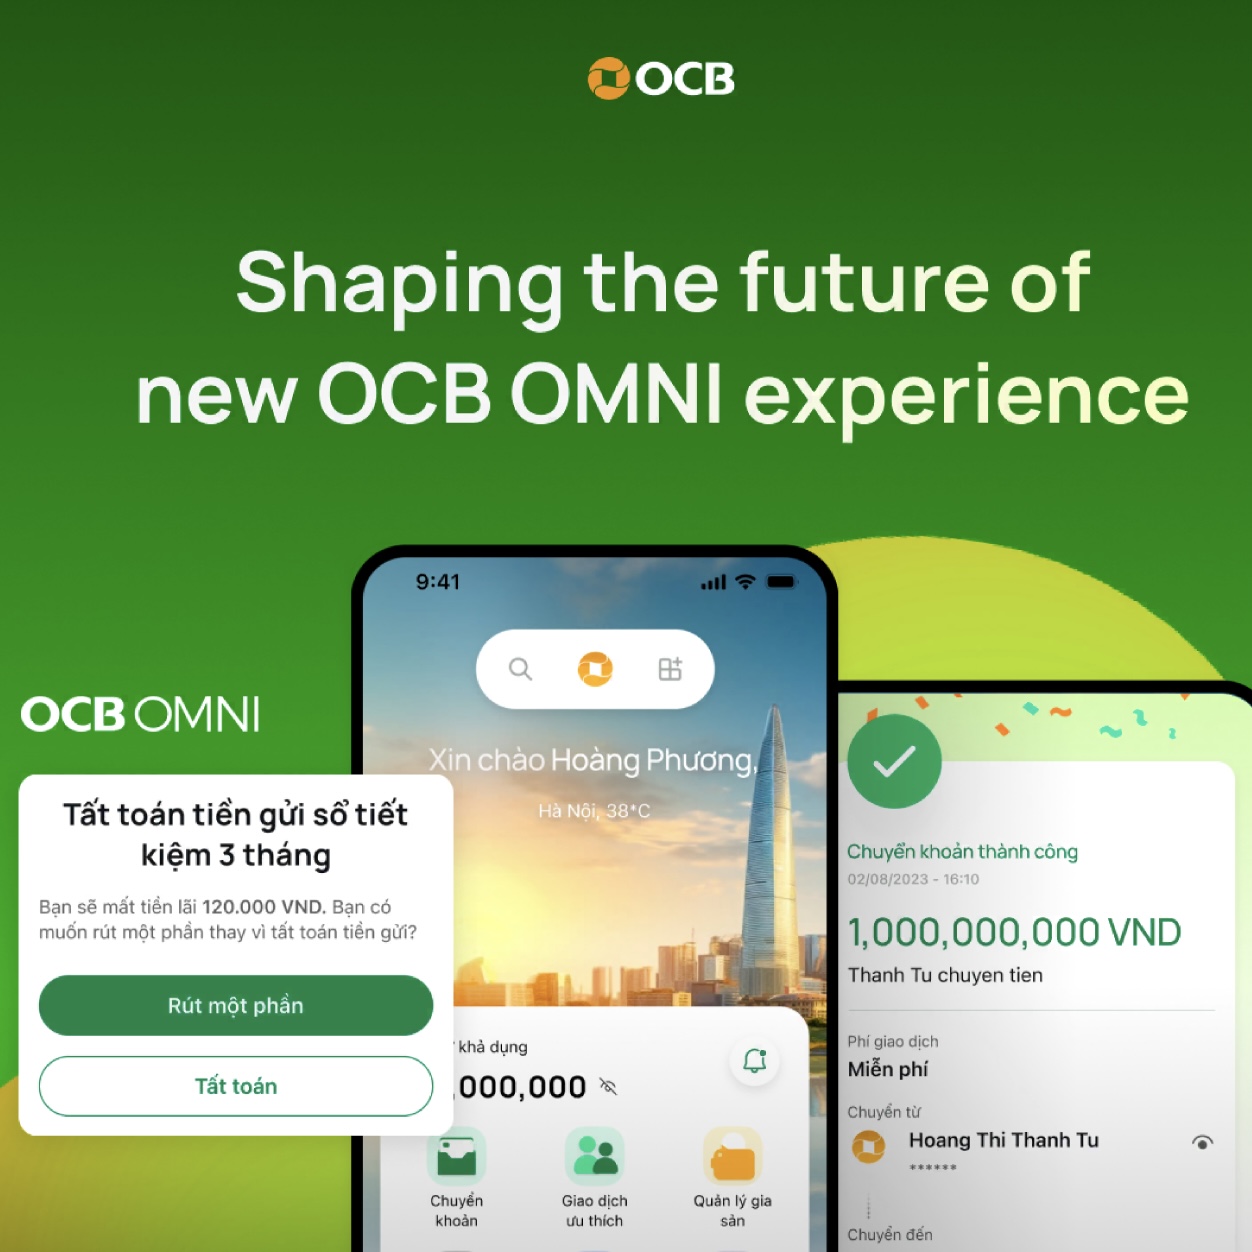 OCB
Shaping the future of
new OCB OMNI experience
OCB OMNI
Tất toán tiền gửi sổ tiết
kiệm 3 tháng
Bạn sẽ mất tiền lãi 120.000 VND. Bạn có
muốn rút một phần thay vì tất toán tiền gửi?
Rút một phần
Tất toán
9:41
Xin chào Hoàng Phương,
Hà Nội, 38*C
khả dụng
,000,000
Chuyển
khoản
Giao dịch
ưu thích
Quản lý gia
sản
Chuyển khoản thành công
02/08/2023 - 16:10
1,000,000,000 VND
Thanh Tu chuyen tien
Phí giao dịch
Miễn phí
Chuyển từ
Hoang Thi Thanh Tu
******
Chuyển đến